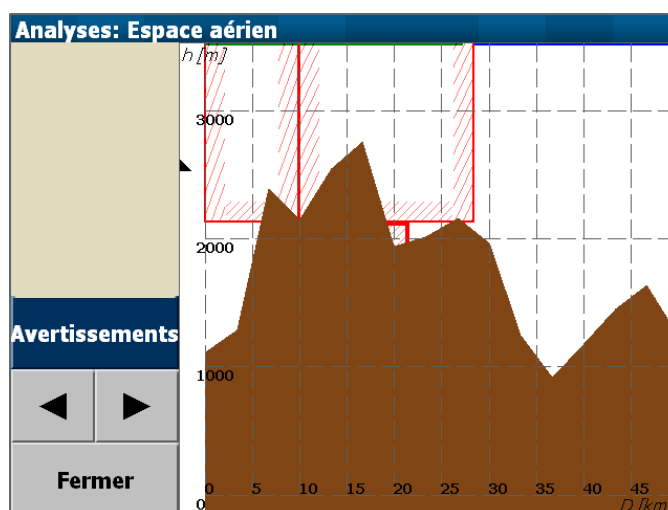 Analyses: Espace aérien
h [m]
3000
2000
Avertissements
1000
Fermer
0 5 10 15 20 25 30 35 40 45
0
D [km